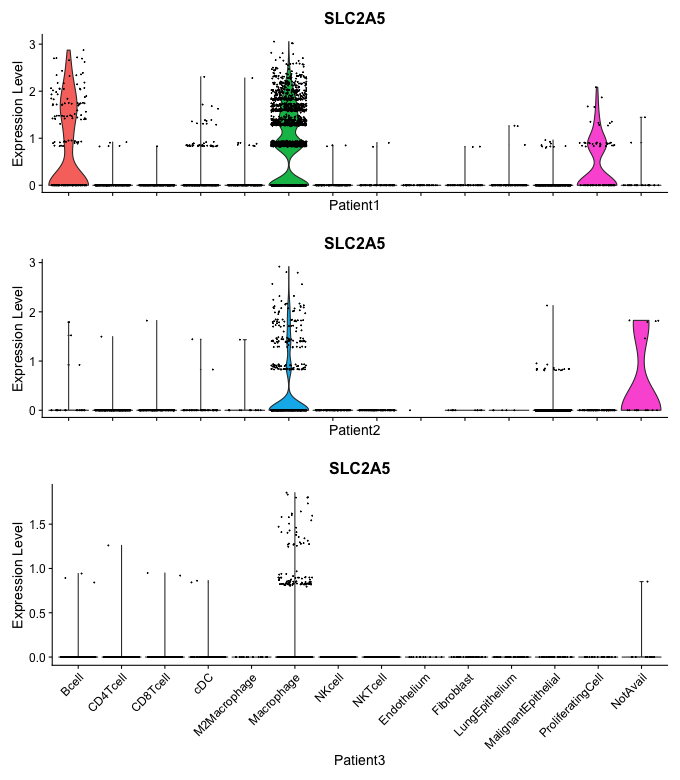 SLC2A5
Expression Level
3
2
1
0
Patient1
SLC2A5
Expression Level
3
2
1
0
Patient2
SLC2A5
Expression Level
1.5
1.0
0.5
0.0
Bcell
CD4Tcell
CD8Tcell
cDC
M2Macrophage
Macrophage
NKcell
NKTcell
Endothelium
Fibroblast
LungEpithelium
MalignantEpithelial
ProliferatingCell
NotAvail
Patient3